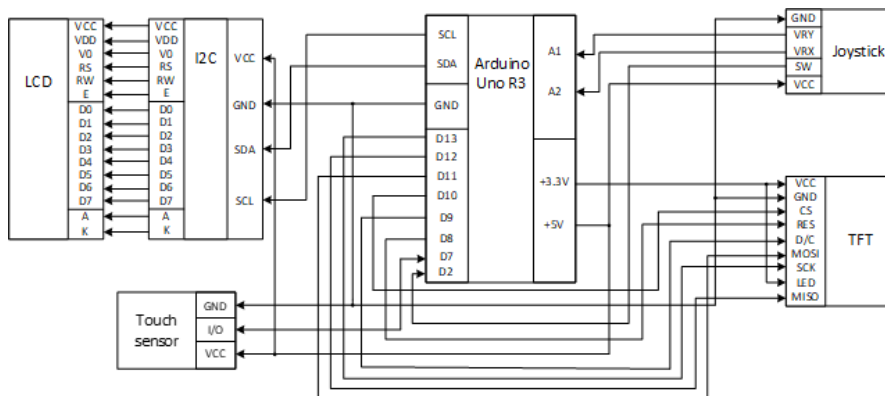 LCD
VCC
VDD
V0
RS
RW
E
D0
D1
D2
D3
D4
D5
D6
D7
A
K
VCC
VDD
V0
RS
RW
E
D0
D1
D2
D3
D4
D5
D6
D7
A
K
I2C
VCC
GND
SDA
SCL
Touch
sensor
GND
I/O
VCC
SCL
SDA
GND
D13
D12
D11
D10
D9
D8
D7
D2
Arduino
Uno R3
A1
A2
+3.3V
+5V
GND
VRY
VRX
SW
VCC
Joystick
VCC
GND
CS
RES
D/C
MOSI
SCK
LED
MISO
TFT